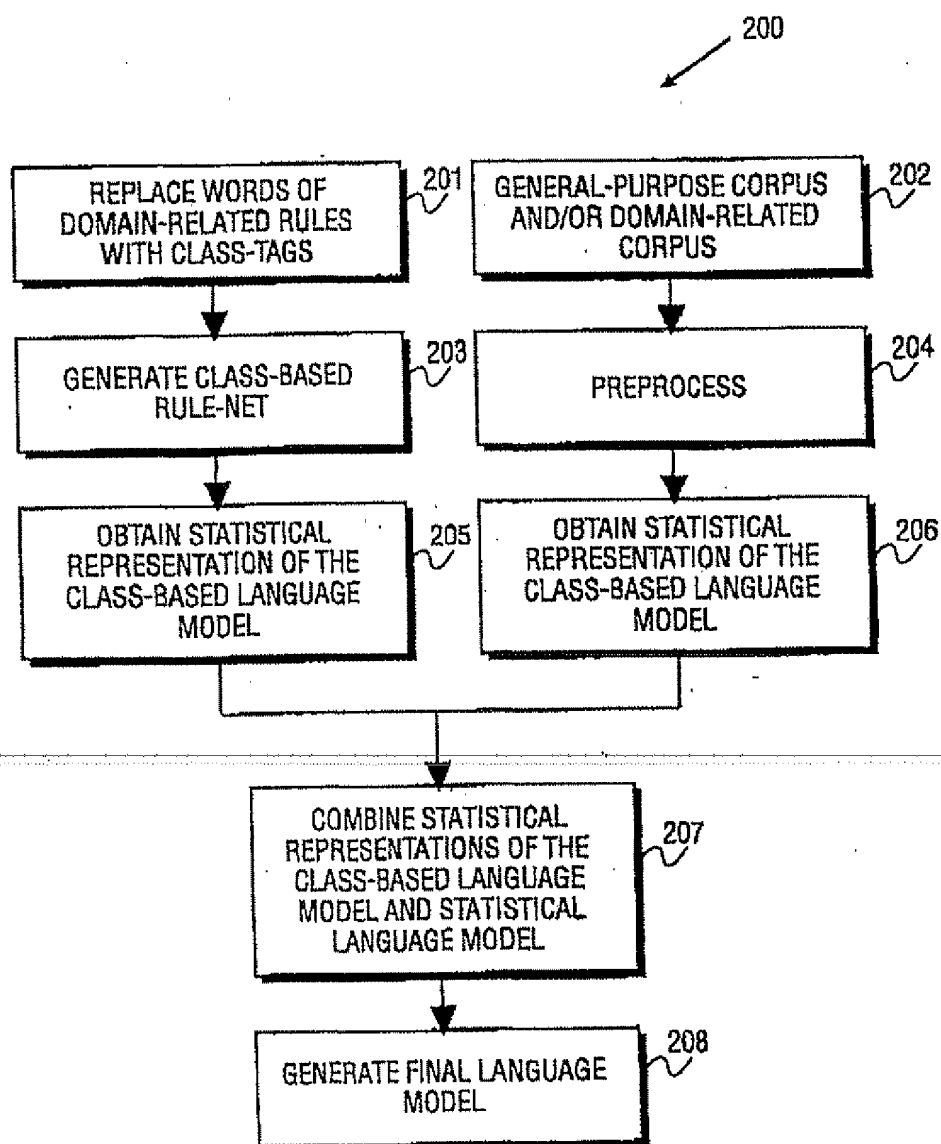 200
REPLACE WORDS OF
DOMAIN-RELATED RULES
WITH CLASS-TAGS
201
GENERAL-PURPOSE CORPUS
AND/OR DOMAIN-RELATED
CORPUS
202
GENERATE CLASS-BASED
RULE-NET
203
PREPROCESS
204
OBTAIN STATISTICAL
REPRESENTATION OF THE
CLASS-BASED LANGUAGE
MODEL
205
OBTAIN STATISTICAL
REPRESENTATION OF THE
CLASS-BASED LANGUAGE
MODEL
206
COMBINE STATISTICAL
REPRESENTATIONS OF THE
CLASS-BASED LANGUAGE
MODEL AND STATISTICAL
LANGUAGE MODEL
207
GENERATE FINAL LANGUAGE
MODEL
208